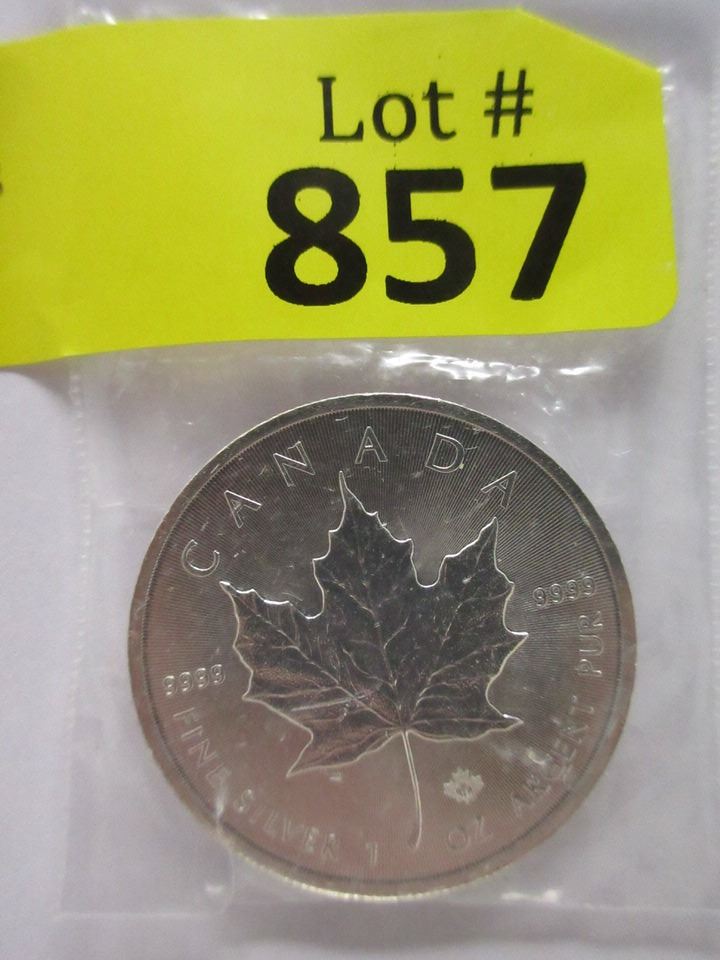 Lot #
857
CANADA
9999
9999
FINE SILVER 1 OZ ARGENT PUR